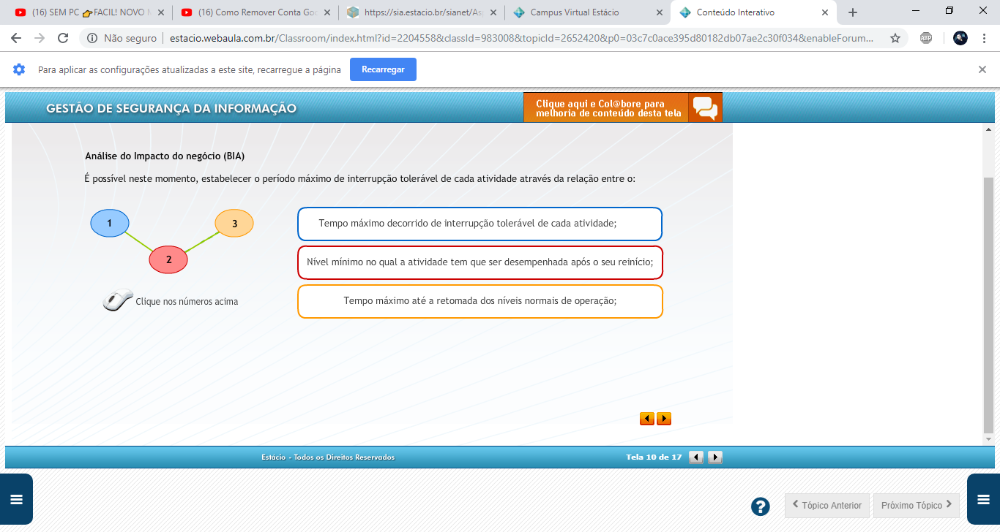 (16) SEM PC 👉FACIL! NOVO
(16) Como Remover Conta Goo
https://sia.estacio.br/sianet/Asp
Campus Virtual Estácio
Conteúdo Interativo
Não seguro
estacio.webaula.com.br/Classroom/index.html?id=2204558&classId=983008&topicId=2652420&p0=03c7c0ace395d80182db07ae2c30f034&enableForum...
ABP
Para aplicar as configurações atualizadas a este site, recarregue a página
Recarregar
GESTÃO DE SEGURANÇA DA INFORMAÇÃO
Clique aqui e Col@bore para
melhoria de conteúdo desta tela
Análise do Impacto do negócio (BIA)
É possível neste momento, estabelecer o período máximo de interrupção tolerável de cada atividade através da relação entre o:
1
3
2
Clique nos números acima
Tempo máximo decorrido de interrupção tolerável de cada atividade;
Nível mínimo no qual a atividade tem que ser desempenhada após o seu reinício;
Tempo máximo até a retomada dos níveis normais de operação;
Estácio - Todos os Direitos Reservados
Tela 10 de 17
?
Tópico Anterior
Próximo Tópico